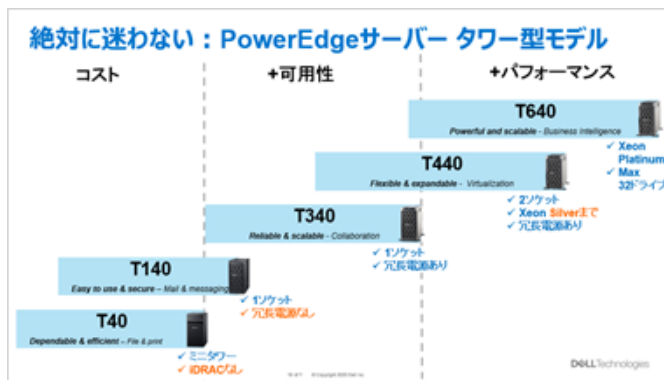 絶対に迷わない：PowerEdgeサーバー タワー型モデル
コスト
+可用性
+パフォーマンス
T640
Powerful and scalable - Business intelligence
✓ Xeon
Platinum
✓ Max
32ドライブ
T440
Flexible & expandable - Virtualization
✓ 2ソケット
✓ Xeon Silverまで
✓ 冗長電源あり
T340
Reliable & scalable - Collaboration
✓ 1ソケット
✓ 冗長電源あり
T140
Easy to use & secure – Mail & messaging
✓ 1ソケット
✓ 冗長電源なし
T40
Dependable & efficient – File & print
✓ ミニタワー
✓ iDRACなし
DELLTechnologies